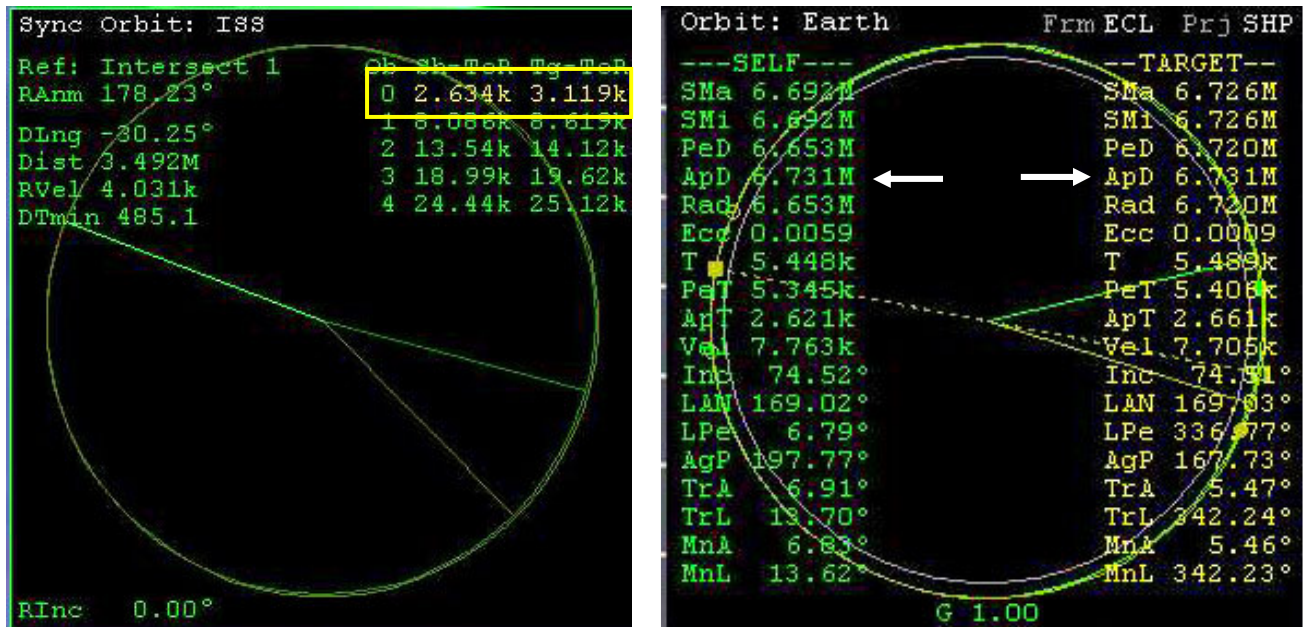 Sync Orbit: ISS
Ref: Intersect 1 Ob Sh-ToR Tg-ToR
RAnm 178.23° 0 2.634k 3.119k
1 8.086k 8.619k
DLng -30.25° 2 13.54k 14.12k
Dist 3.492M 3 18.99k 19.62k
RVel 4.031k 4 24.44k 25.12k
DTmin 485.1
RInc 0.00°
Orbit: Earth Frm ECL Prj SHP
---SELF--- --TARGET--
SMa 6.692M SMa 6.726M
SMi 6.692M SMi 6.726M
PeD 6.653M PeD 6.720M
ApD 6.731M ApD 6.731M
Rad 6.653M Rad 6.720M
Ecc 0.0059 Ecc 0.0009
T 5.448k T 5.489k
PeT 5.345k PeT 5.406k
ApT 2.621k ApT 2.661k
Vel 7.763k Vel 7.705k
Inc 74.52° Inc 74.51°
LAN 169.02° LAN 169.03°
LPe 6.79° LPe 336.77°
AgP 197.77° AgP 167.73°
TrA 6.91° TrA 5.47°
TrL 13.70° TrL 342.24°
MnA 6.83° MnA 5.46°
MnL 13.62° MnL 342.23°
G 1.00